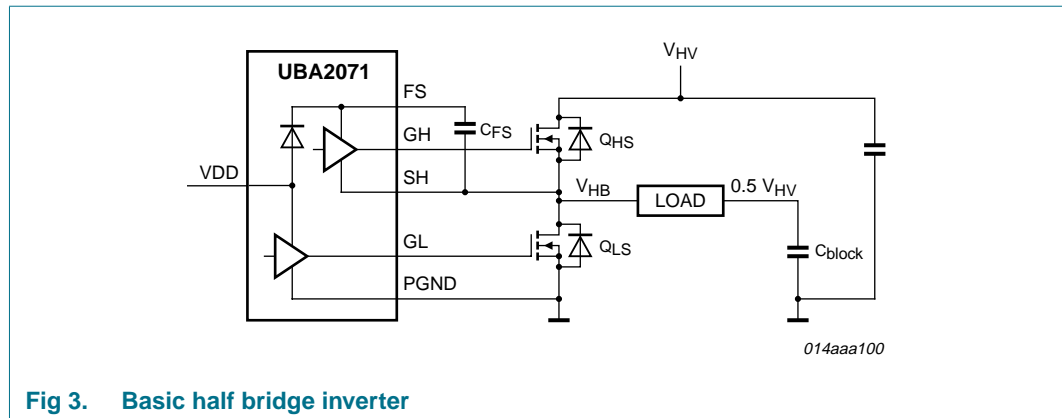 V_HV
UBA2071
FS
C_FS
GH
Q_HS
VDD
SH
V_HB
LOAD
0.5 V_HV
GL
Q_LS
C_block
PGND
014aaa100
Fig 3. Basic half bridge inverter